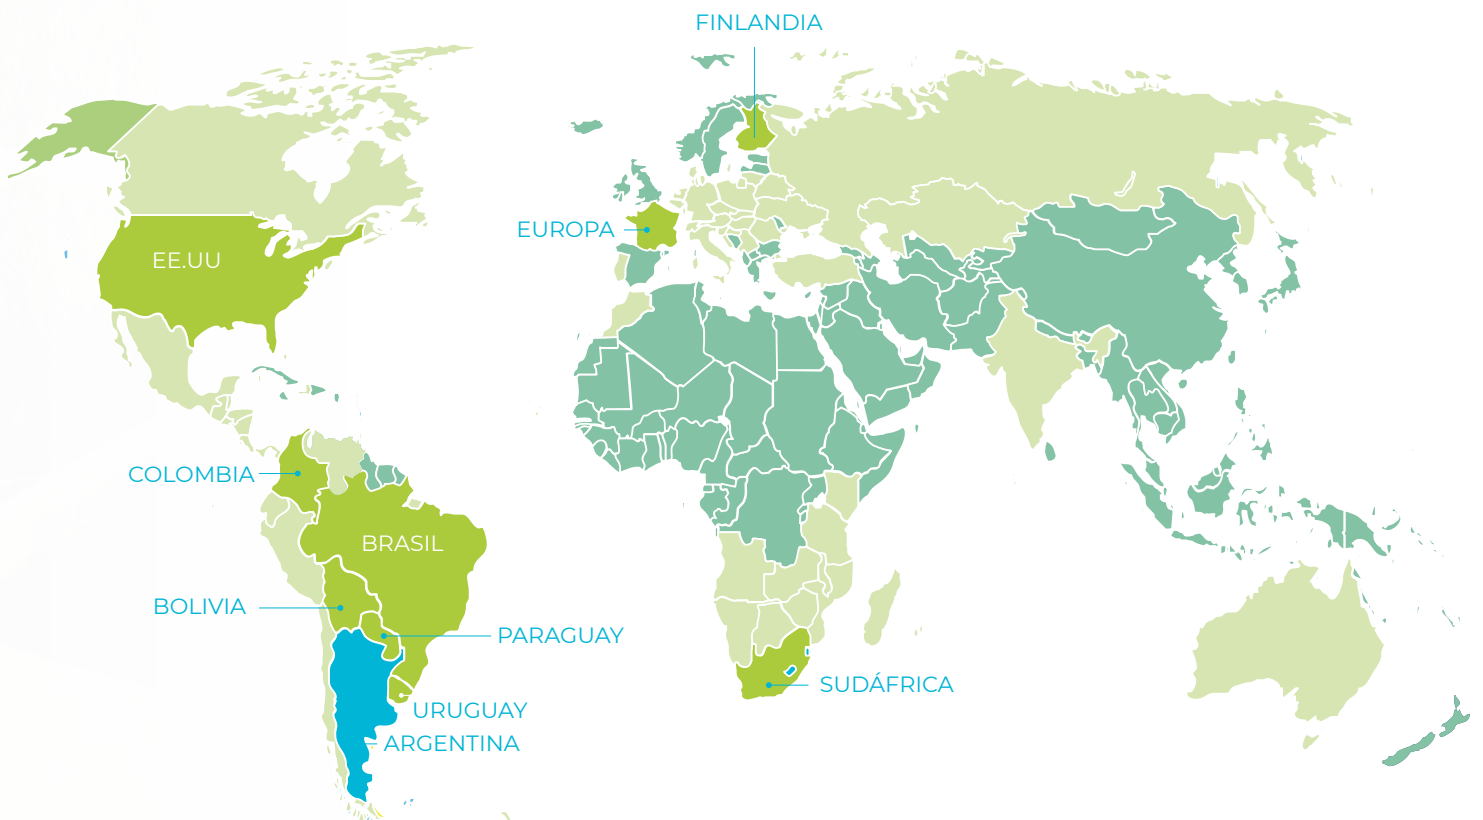 FINLANDIA
EUROPA
EE.UU
COLOMBIA
BRASIL
BOLIVIA
PARAGUAY
SUDÁFRICA
URUGUAY
ARGENTINA